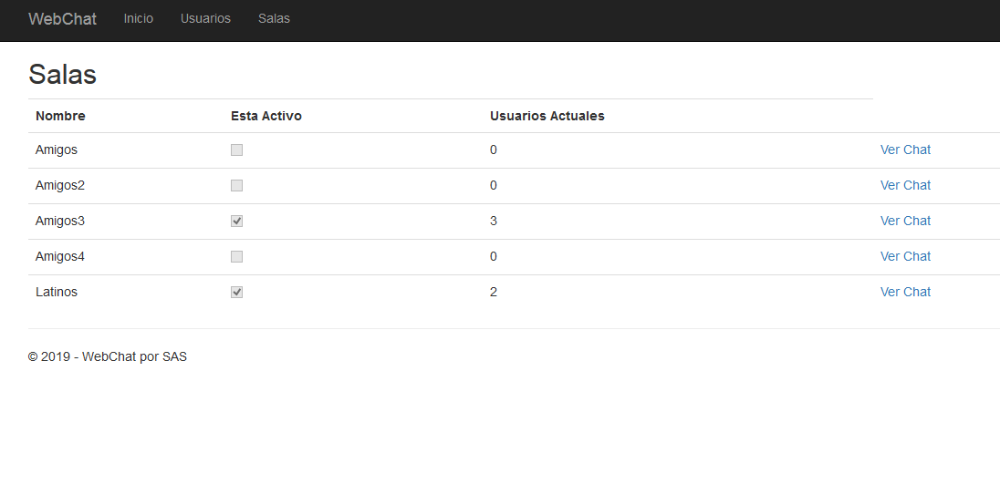 WebChat Inicio Usuarios Salas
Salas
Nombre Esta Activo Usuarios Actuales
Amigos 0 Ver Chat
Amigos2 0 Ver Chat
Amigos3 3 Ver Chat
Amigos4 0 Ver Chat
Latinos 2 Ver Chat
© 2019 - WebChat por SAS